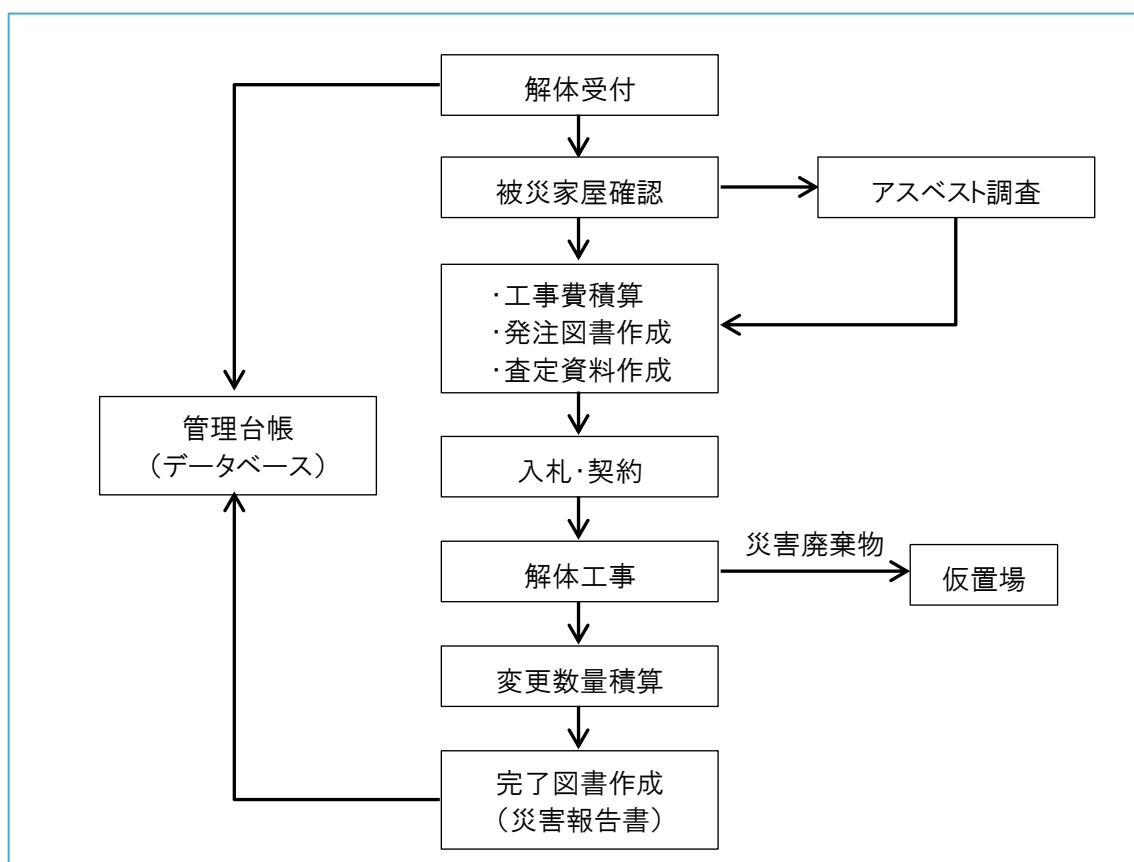 解体受付
被災家屋確認
アスベスト調査
・工事費積算
・発注図書作成
・査定資料作成
管理台帳
（データベース）
入札・契約
災害廃棄物
解体工事
仮置場
変更数量積算
完了図書作成
（災害報告書）